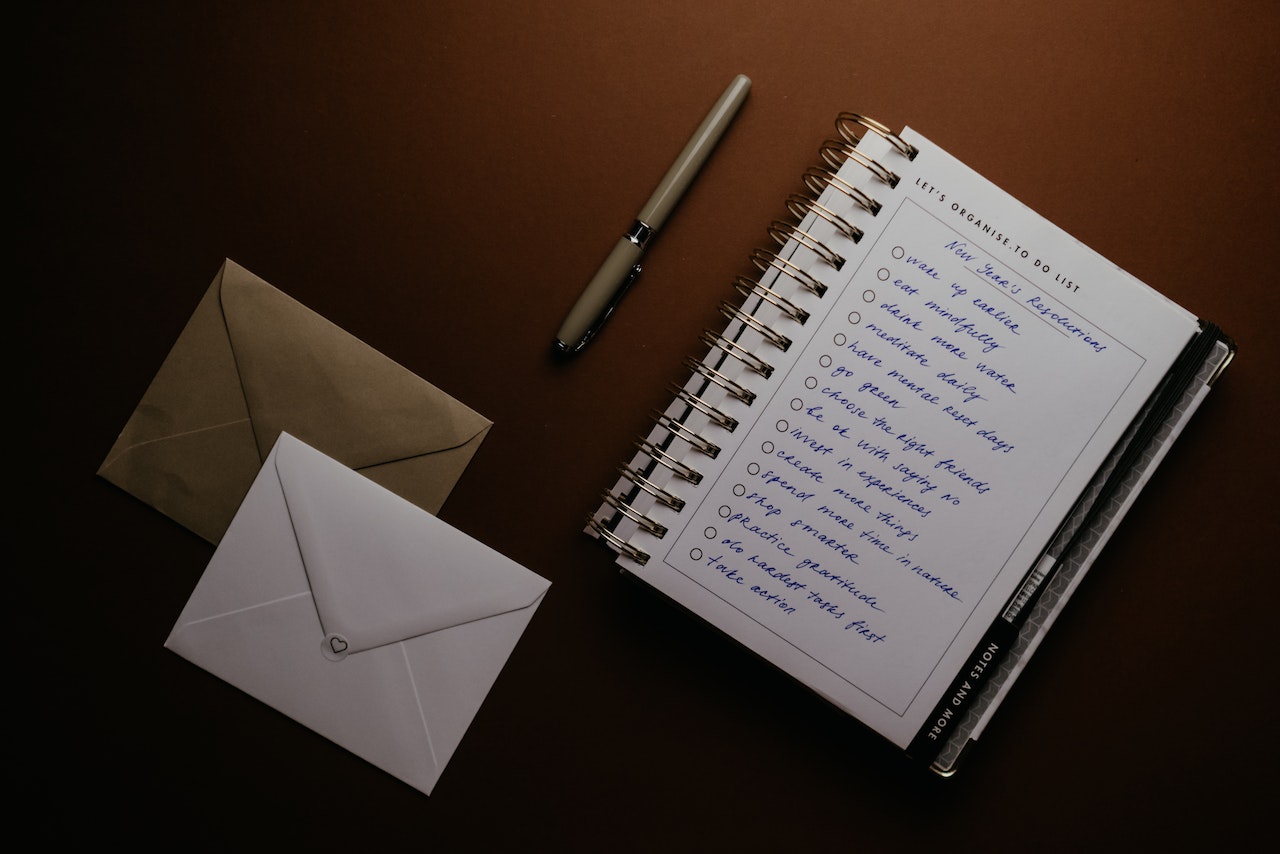 LET'S ORGANISE. TO DO LIST
New Year's Resolutions
wake up earlier
eat mindfully
drink more water
meditate daily
have mental reset days
go green
choose the right friends
be ok with saying no
invest in experiences
create more things
spend more time in nature
shop smarter
practice gratitude
do hardest tasks first
take action
NOTES AND MORE